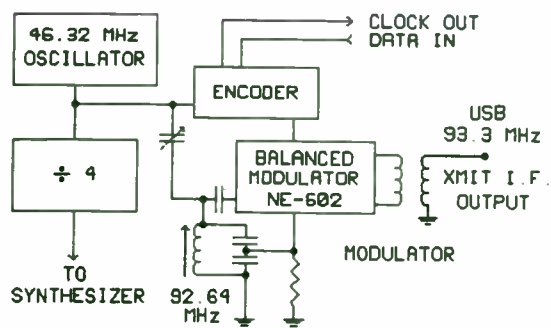 46.32 MHz
OSCILLATOR
CLOCK OUT
DATA IN
ENCODER
÷ 4
BALANCED
MODULATOR
NE-602
USB
93.3 MHz
XMIT I.F.
OUTPUT
MODULATOR
TO
SYNTHESIZER
92.64
MHz